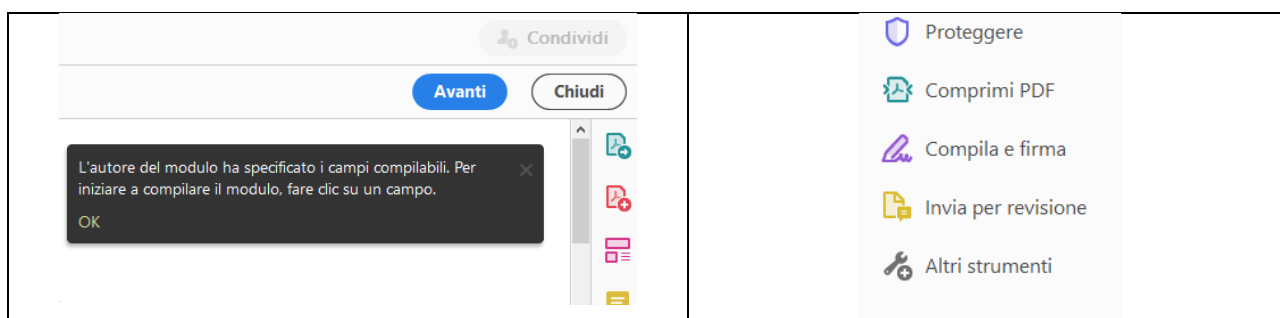 Condividi
Avanti
Chiudi
L'autore del modulo ha specificato i campi compilabili. Per
iniziare a compilare il modulo, fare clic su un campo.
OK
Proteggere
Comprimi PDF
Compila e firma
Invia per revisione
Altri strumenti